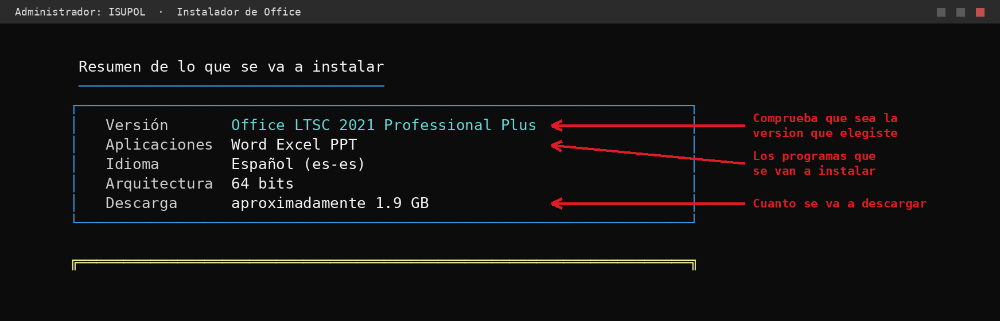 Administrador: ISUPOL · Instalador de Office
Resumen de lo que se va a instalar
Versión Office LTSC 2021 Professional Plus
Aplicaciones Word Excel PPT
Idioma Español (es-es)
Arquitectura 64 bits
Descarga aproximadamente 1.9 GB
Comprueba que sea la
version que elegiste
Los programas que
se van a instalar
Cuanto se va a descargar